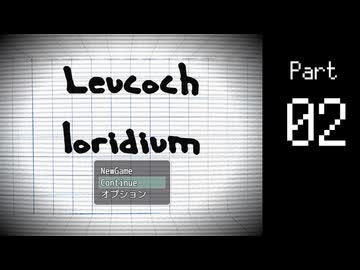 Leucoch
loridium
NewGame
Continue
オプション
Part
02